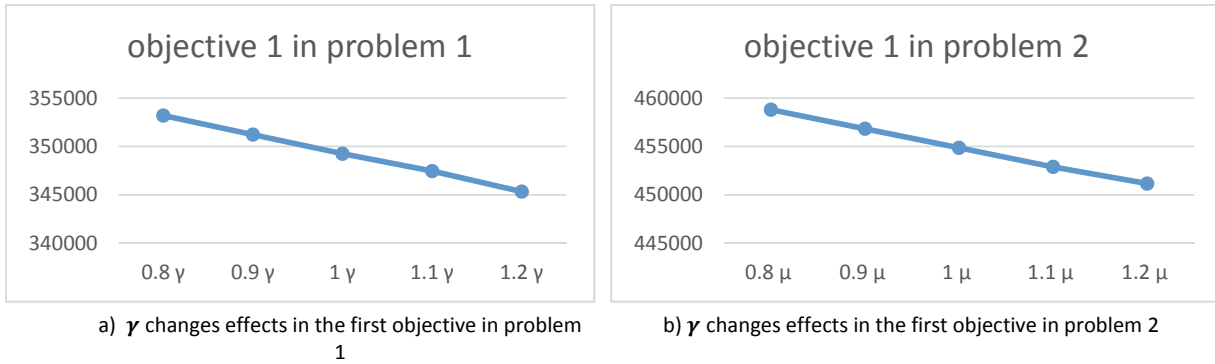 objective 1 in problem 1
355000
350000
345000
340000
0.8 γ 0.9 γ 1 γ 1.1 γ 1.2 γ
a) γ changes effects in the first objective in problem
1
objective 1 in problem 2
460000
455000
450000
445000
0.8 μ 0.9 μ 1 μ 1.1 μ 1.2 μ
b) γ changes effects in the first objective in problem 2